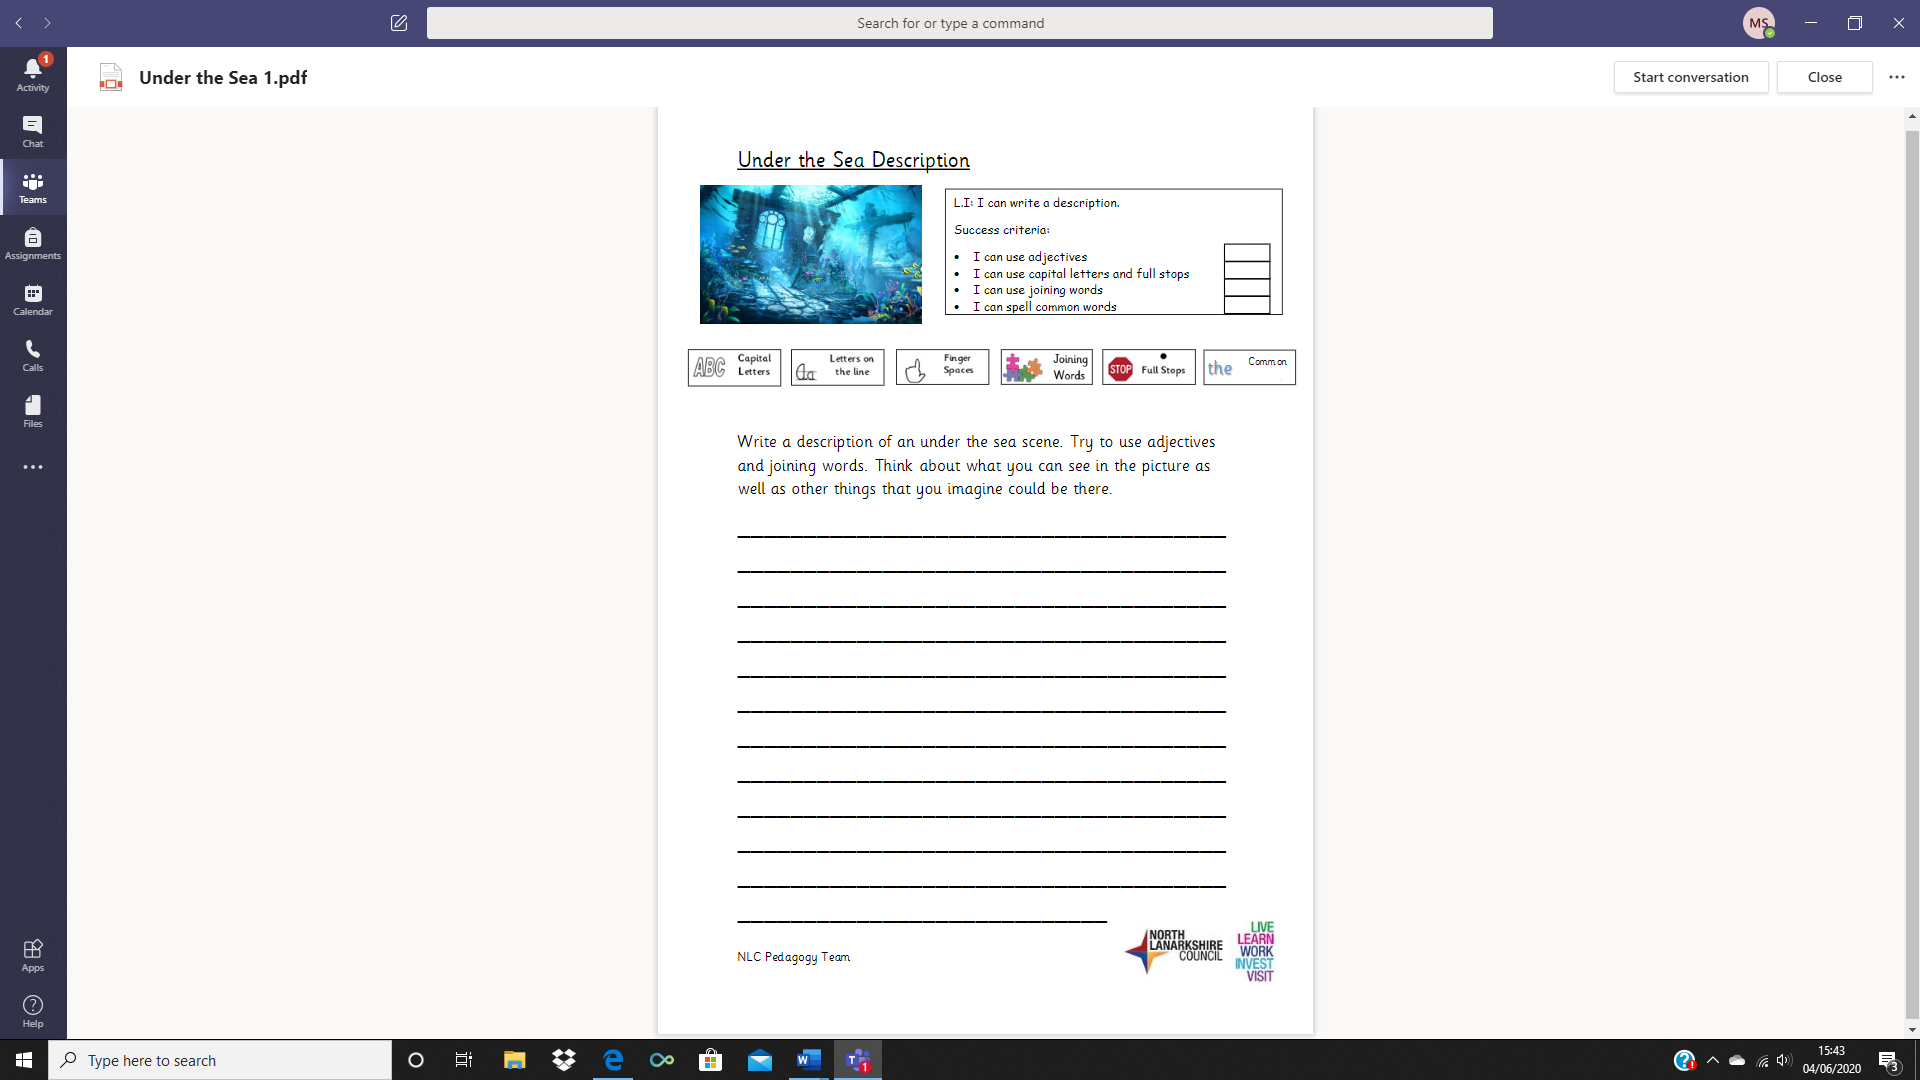 Search for or type a command
MS
1
Activity
Under the Sea 1.pdf
Start conversation
Close
Chat
Teams
Assignments
Calendar
Calls
Files
Apps
Help
Under the Sea Description
L.I: I can write a description.
Success criteria:
• I can use adjectives
• I can use capital letters and full stops
• I can use joining words
• I can spell common words
ABC Capital Letters
a Letters on the line
Finger Spaces
Joining Words
STOP Full Stops
the Common
Write a description of an under the sea scene. Try to use adjectives
and joining words. Think about what you can see in the picture as
well as other things that you imagine could be there.
NLC Pedagogy Team
NORTH
LANARKSHIRE
COUNCIL
LIVE
LEARN
WORK
INVEST
VISIT
Type here to search
15:43
04/06/2020
3